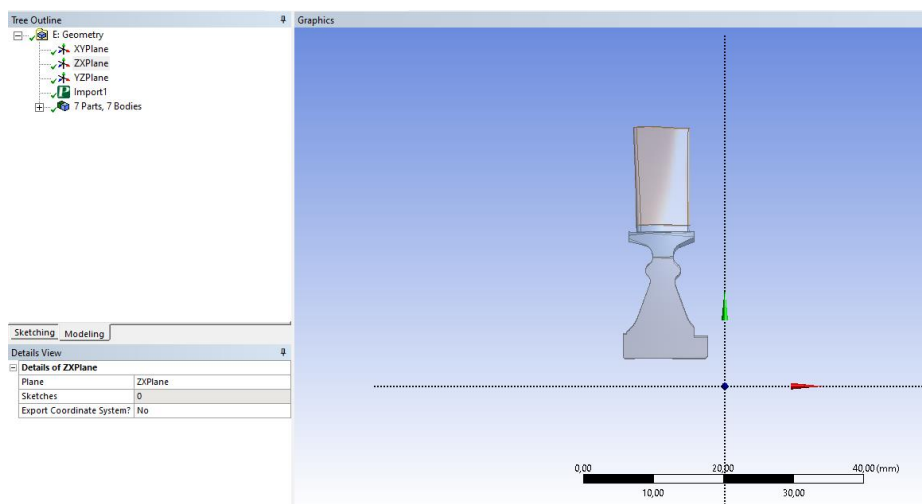 Tree Outline
E: Geometry
XYPlane
ZXPlane
YZPlane
Import1
7 Parts, 7 Bodies
Sketching Modeling
Details View
Details of ZXPlane
Plane ZXPlane
Sketches 0
Export Coordinate System? No
Graphics
0,00 20,00 40,00 (mm)
10,00 30,00